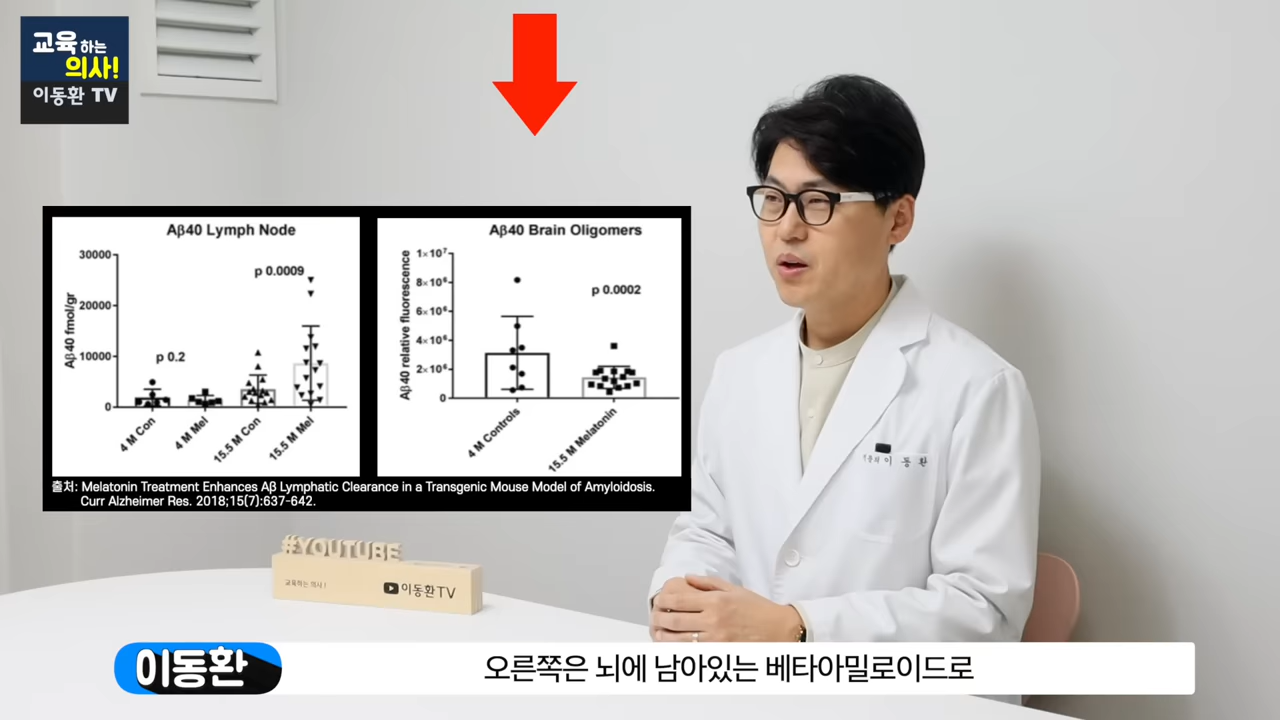 교육하는
의사!
이동환 TV
Aβ40 Lymph Node
Aβ40 fmol/gr
30000
20000
10000
0
p 0.2
p 0.0009
4 M Con
4 M Mel
15.5 M Con
15.5 M Mel
Aβ40 Brain Oligomers
Aβ40 relative fluorescence
1×10⁷
8×10⁶
6×10⁶
4×10⁶
2×10⁶
0
p 0.0002
4 M Controls
15.5 M Melatonin
출처: Melatonin Treatment Enhances Aβ Lymphatic Clearance in a Transgenic Mouse Model of Amyloidosis.
Curr Alzheimer Res. 2018;15(7):637-642.
이 동 환
#YOUTUBE
교육하는 의사!
이동환TV
이동환
오른쪽은 뇌에 남아있는 베타아밀로이드로